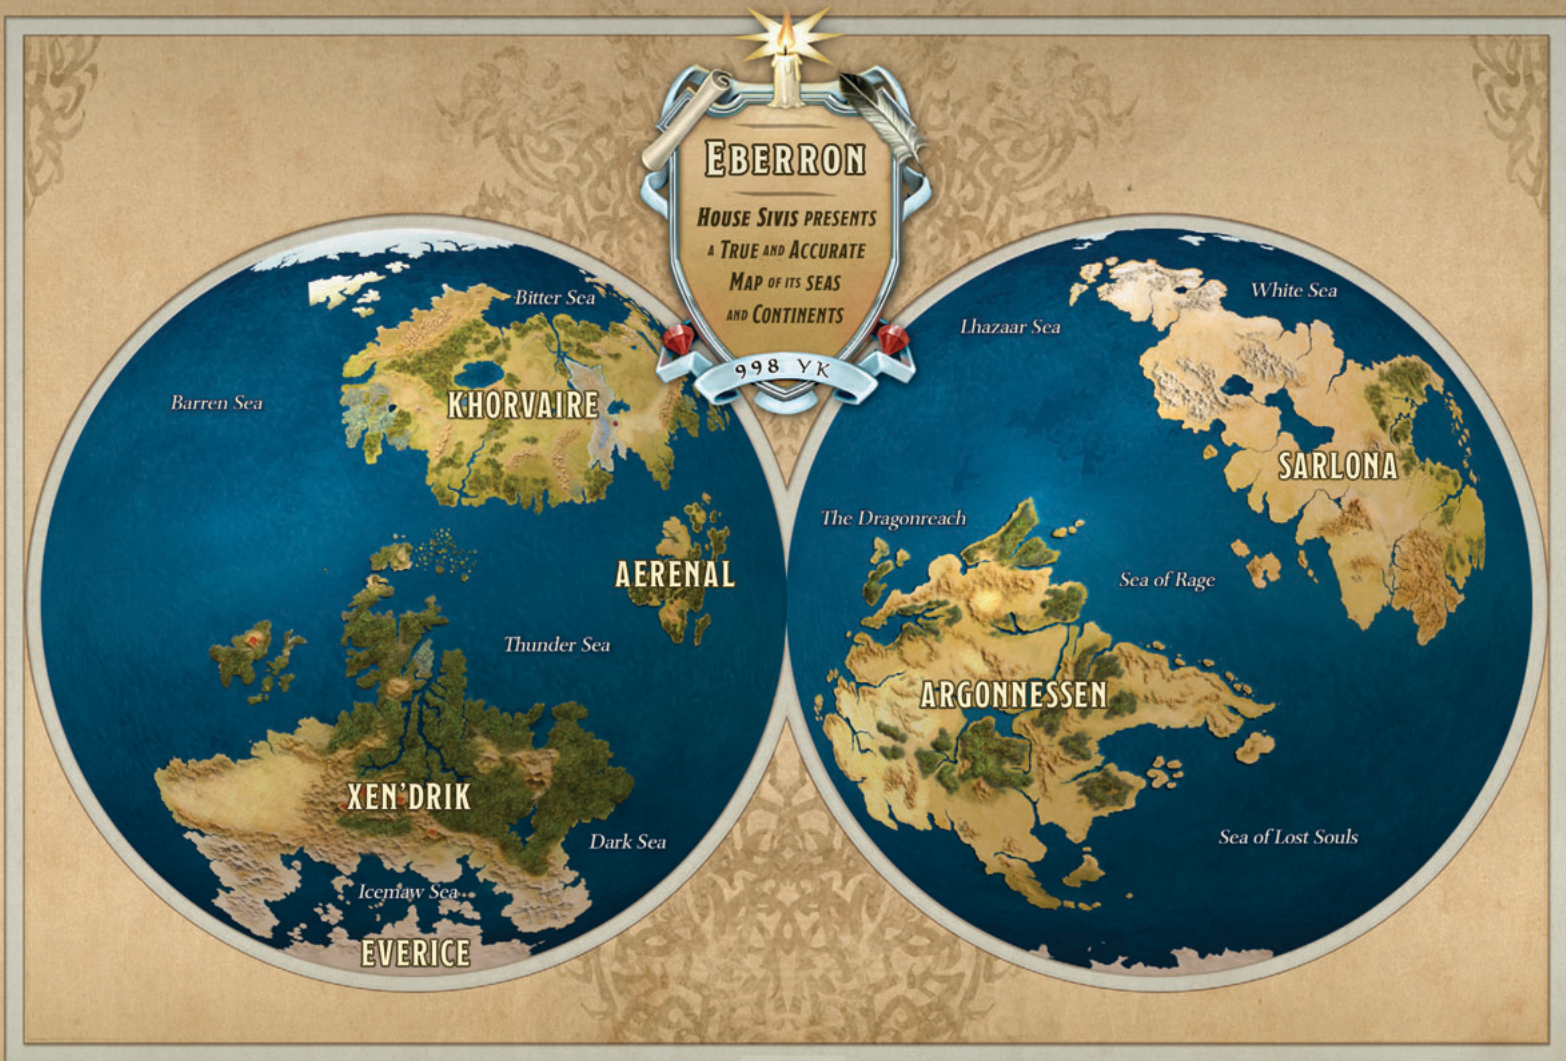 EBERRON
HOUSE SIVIS PRESENTS
A TRUE AND ACCURATE
MAP OF ITS SEAS
AND CONTINENTS
998 YK
Bitter Sea
Barren Sea
KHORVAIRE
AERENAL
Thunder Sea
XEN'DRIK
Dark Sea
Icemaw Sea
EVERICE
White Sea
Lhazaar Sea
SARLONA
The Dragonreach
Sea of Rage
ARGONNESSEN
Sea of Lost Souls